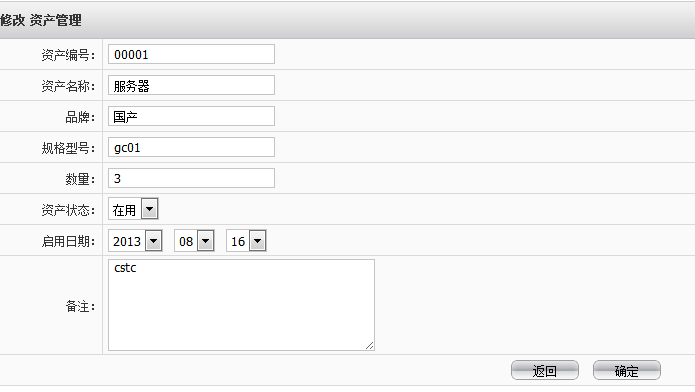 修改 资产管理
资产编号： 00001
资产名称： 服务器
品牌： 国产
规格型号： gc01
数量： 3
资产状态： 在用
启用日期： 2013 08 16
备注： cstc
返回 确定